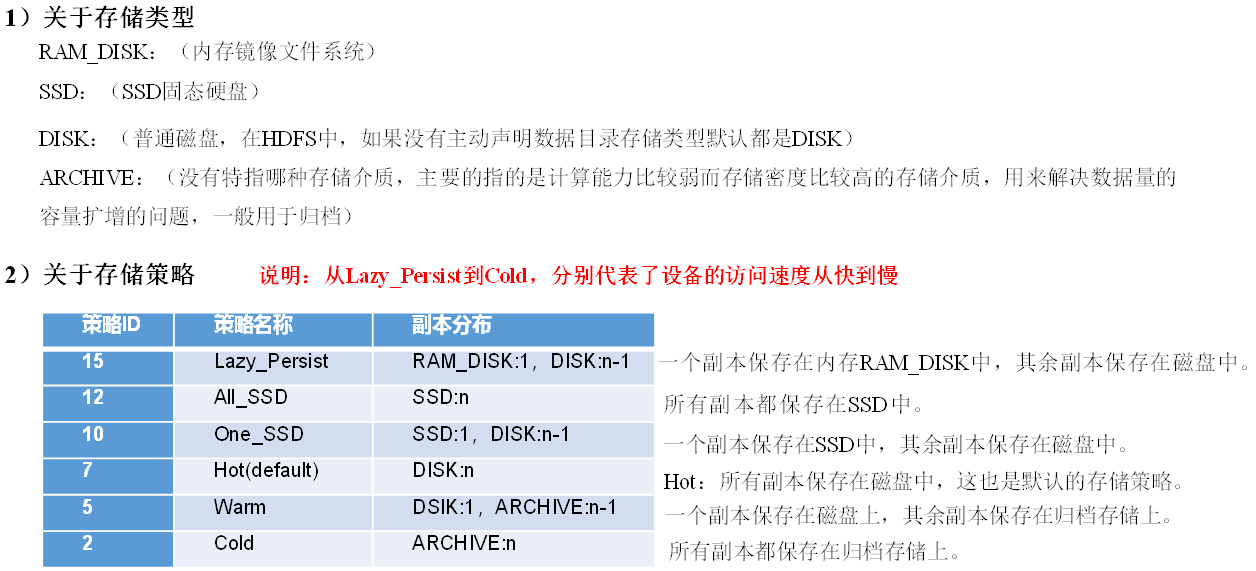 1）关于存储类型
RAM_DISK：（内存镜像文件系统）
SSD：（SSD固态硬盘）
DISK：（普通磁盘，在HDFS中，如果没有主动声明数据目录存储类型默认都是DISK）
ARCHIVE：（没有特指哪种存储介质，主要的指的是计算能力比较弱而存储密度比较高的存储介质，用来解决数据量的
容量扩增的问题，一般用于归档）
2）关于存储策略 说明：从Lazy_Persist到Cold，分别代表了设备的访问速度从快到慢
策略ID 策略名称 副本分布
15 Lazy_Persist RAM_DISK:1，DISK:n-1 一个副本保存在内存RAM_DISK中，其余副本保存在磁盘中。
12 All_SSD SSD:n 所有副本都保存在SSD中。
10 One_SSD SSD:1，DISK:n-1 一个副本保存在SSD中，其余副本保存在磁盘中。
7 Hot(default) DISK:n Hot：所有副本保存在磁盘中，这也是默认的存储策略。
5 Warm DSIK:1，ARCHIVE:n-1 一个副本保存在磁盘上，其余副本保存在归档存储上。
2 Cold ARCHIVE:n 所有副本都保存在归档存储上。